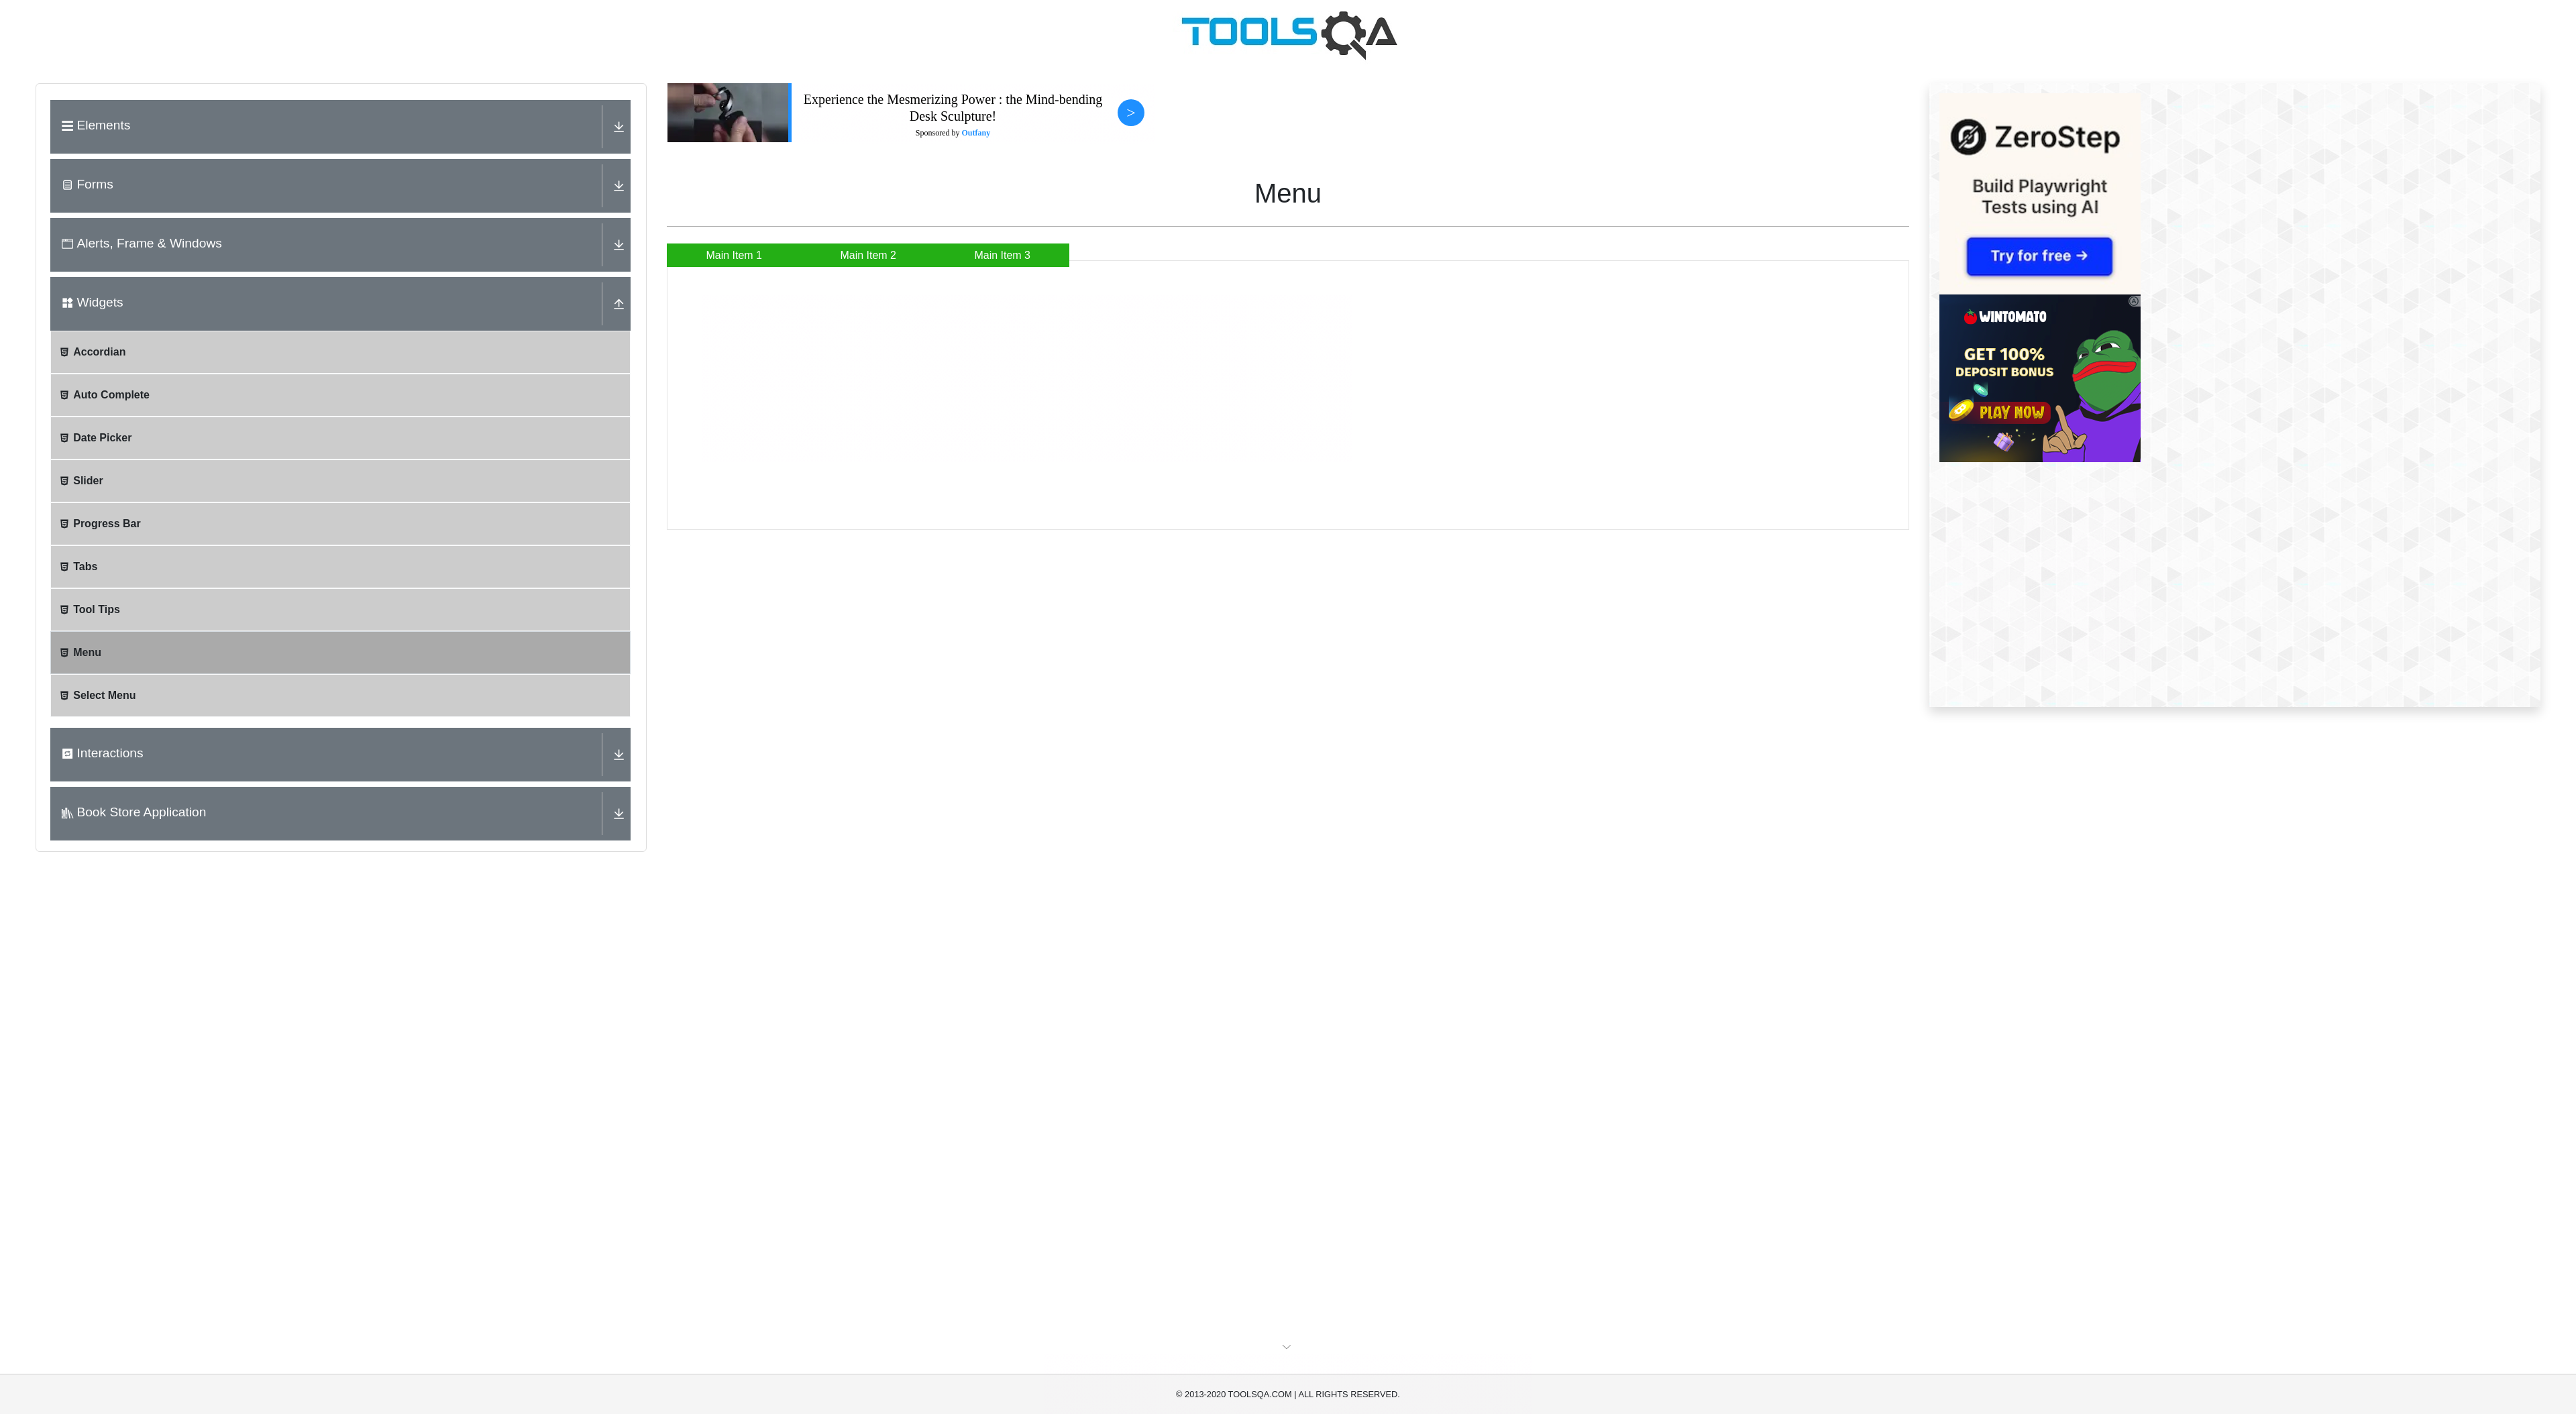 TOOLSQA
Elements
Forms
Alerts, Frame & Windows
Widgets
Accordian
Auto Complete
Date Picker
Slider
Progress Bar
Tabs
Tool Tips
Menu
Select Menu
Interactions
Book Store Application
Experience the Mesmerizing Power : the Mind-bending
Desk Sculpture!
Sponsored by Outfany
>
Menu
Main Item 1
Main Item 2
Main Item 3
ZeroStep
Build Playwright
Tests using AI
Try for free →
WINTOMATO
GET 100%
DEPOSIT BONUS
PLAY NOW
© 2013-2020 TOOLSQA.COM | ALL RIGHTS RESERVED.